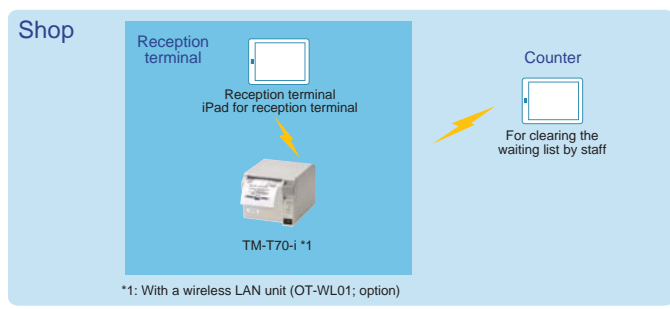 Shop
Reception
terminal
Reception terminal
iPad for reception terminal
TM-T70-i *1
Counter
For clearing the
waiting list by staff
*1: With a wireless LAN unit (OT-WL01; option)